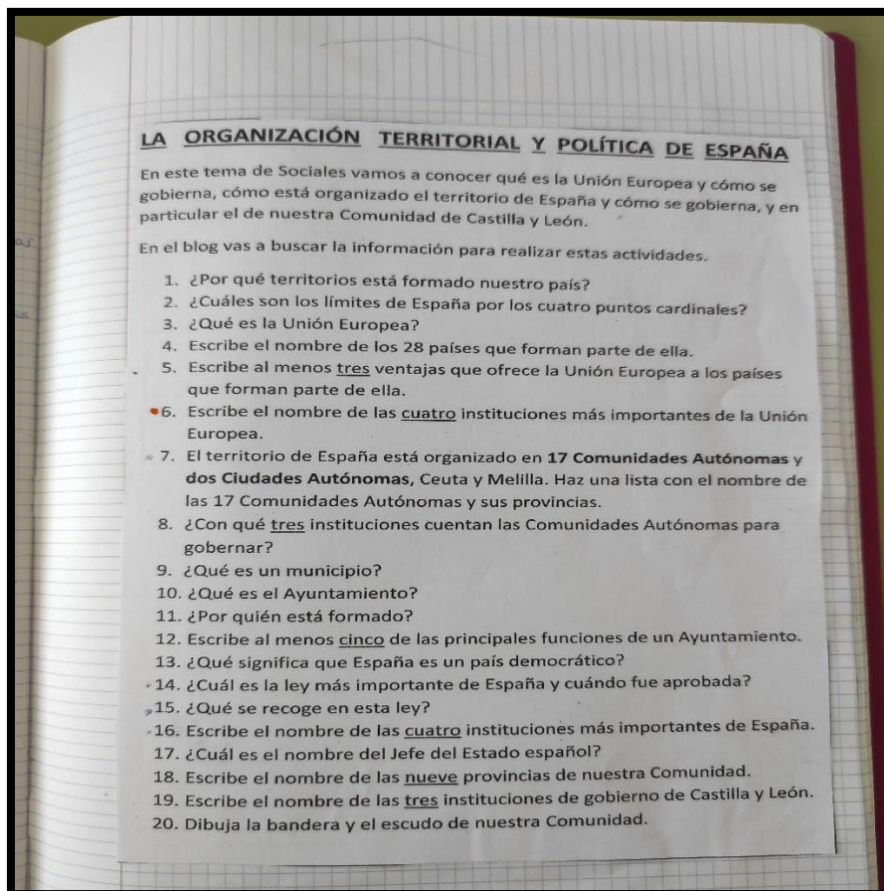 LA ORGANIZACIÓN TERRITORIAL Y POLÍTICA DE ESPAÑA
En este tema de Sociales vamos a conocer qué es la Unión Europea y cómo se
gobierna, cómo está organizado el territorio de España y cómo se gobierna, y en
particular el de nuestra Comunidad de Castilla y León.
En el blog vas a buscar la información para realizar estas actividades.
1. ¿Por qué territorios está formado nuestro país?
2. ¿Cuáles son los límites de España por los cuatro puntos cardinales?
3. ¿Qué es la Unión Europea?
4. Escribe el nombre de los 28 países que forman parte de ella.
5. Escribe al menos tres ventajas que ofrece la Unión Europea a los países
que forman parte de ella.
6. Escribe el nombre de las cuatro instituciones más importantes de la Unión
Europea.
7. El territorio de España está organizado en 17 Comunidades Autónomas y
dos Ciudades Autónomas, Ceuta y Melilla. Haz una lista con el nombre de
las 17 Comunidades Autónomas y sus provincias.
8. ¿Con qué tres instituciones cuentan las Comunidades Autónomas para
gobernar?
9. ¿Qué es un municipio?
10. ¿Qué es el Ayuntamiento?
11. ¿Por quién está formado?
12. Escribe al menos cinco de las principales funciones de un Ayuntamiento.
13. ¿Qué significa que España es un país democrático?
14. ¿Cuál es la ley más importante de España y cuándo fue aprobada?
15. ¿Qué se recoge en esta ley?
16. Escribe el nombre de las cuatro instituciones más importantes de España.
17. ¿Cuál es el nombre del Jefe del Estado español?
18. Escribe el nombre de las nueve provincias de nuestra Comunidad.
19. Escribe el nombre de las tres instituciones de gobierno de Castilla y León.
20. Dibuja la bandera y el escudo de nuestra Comunidad.